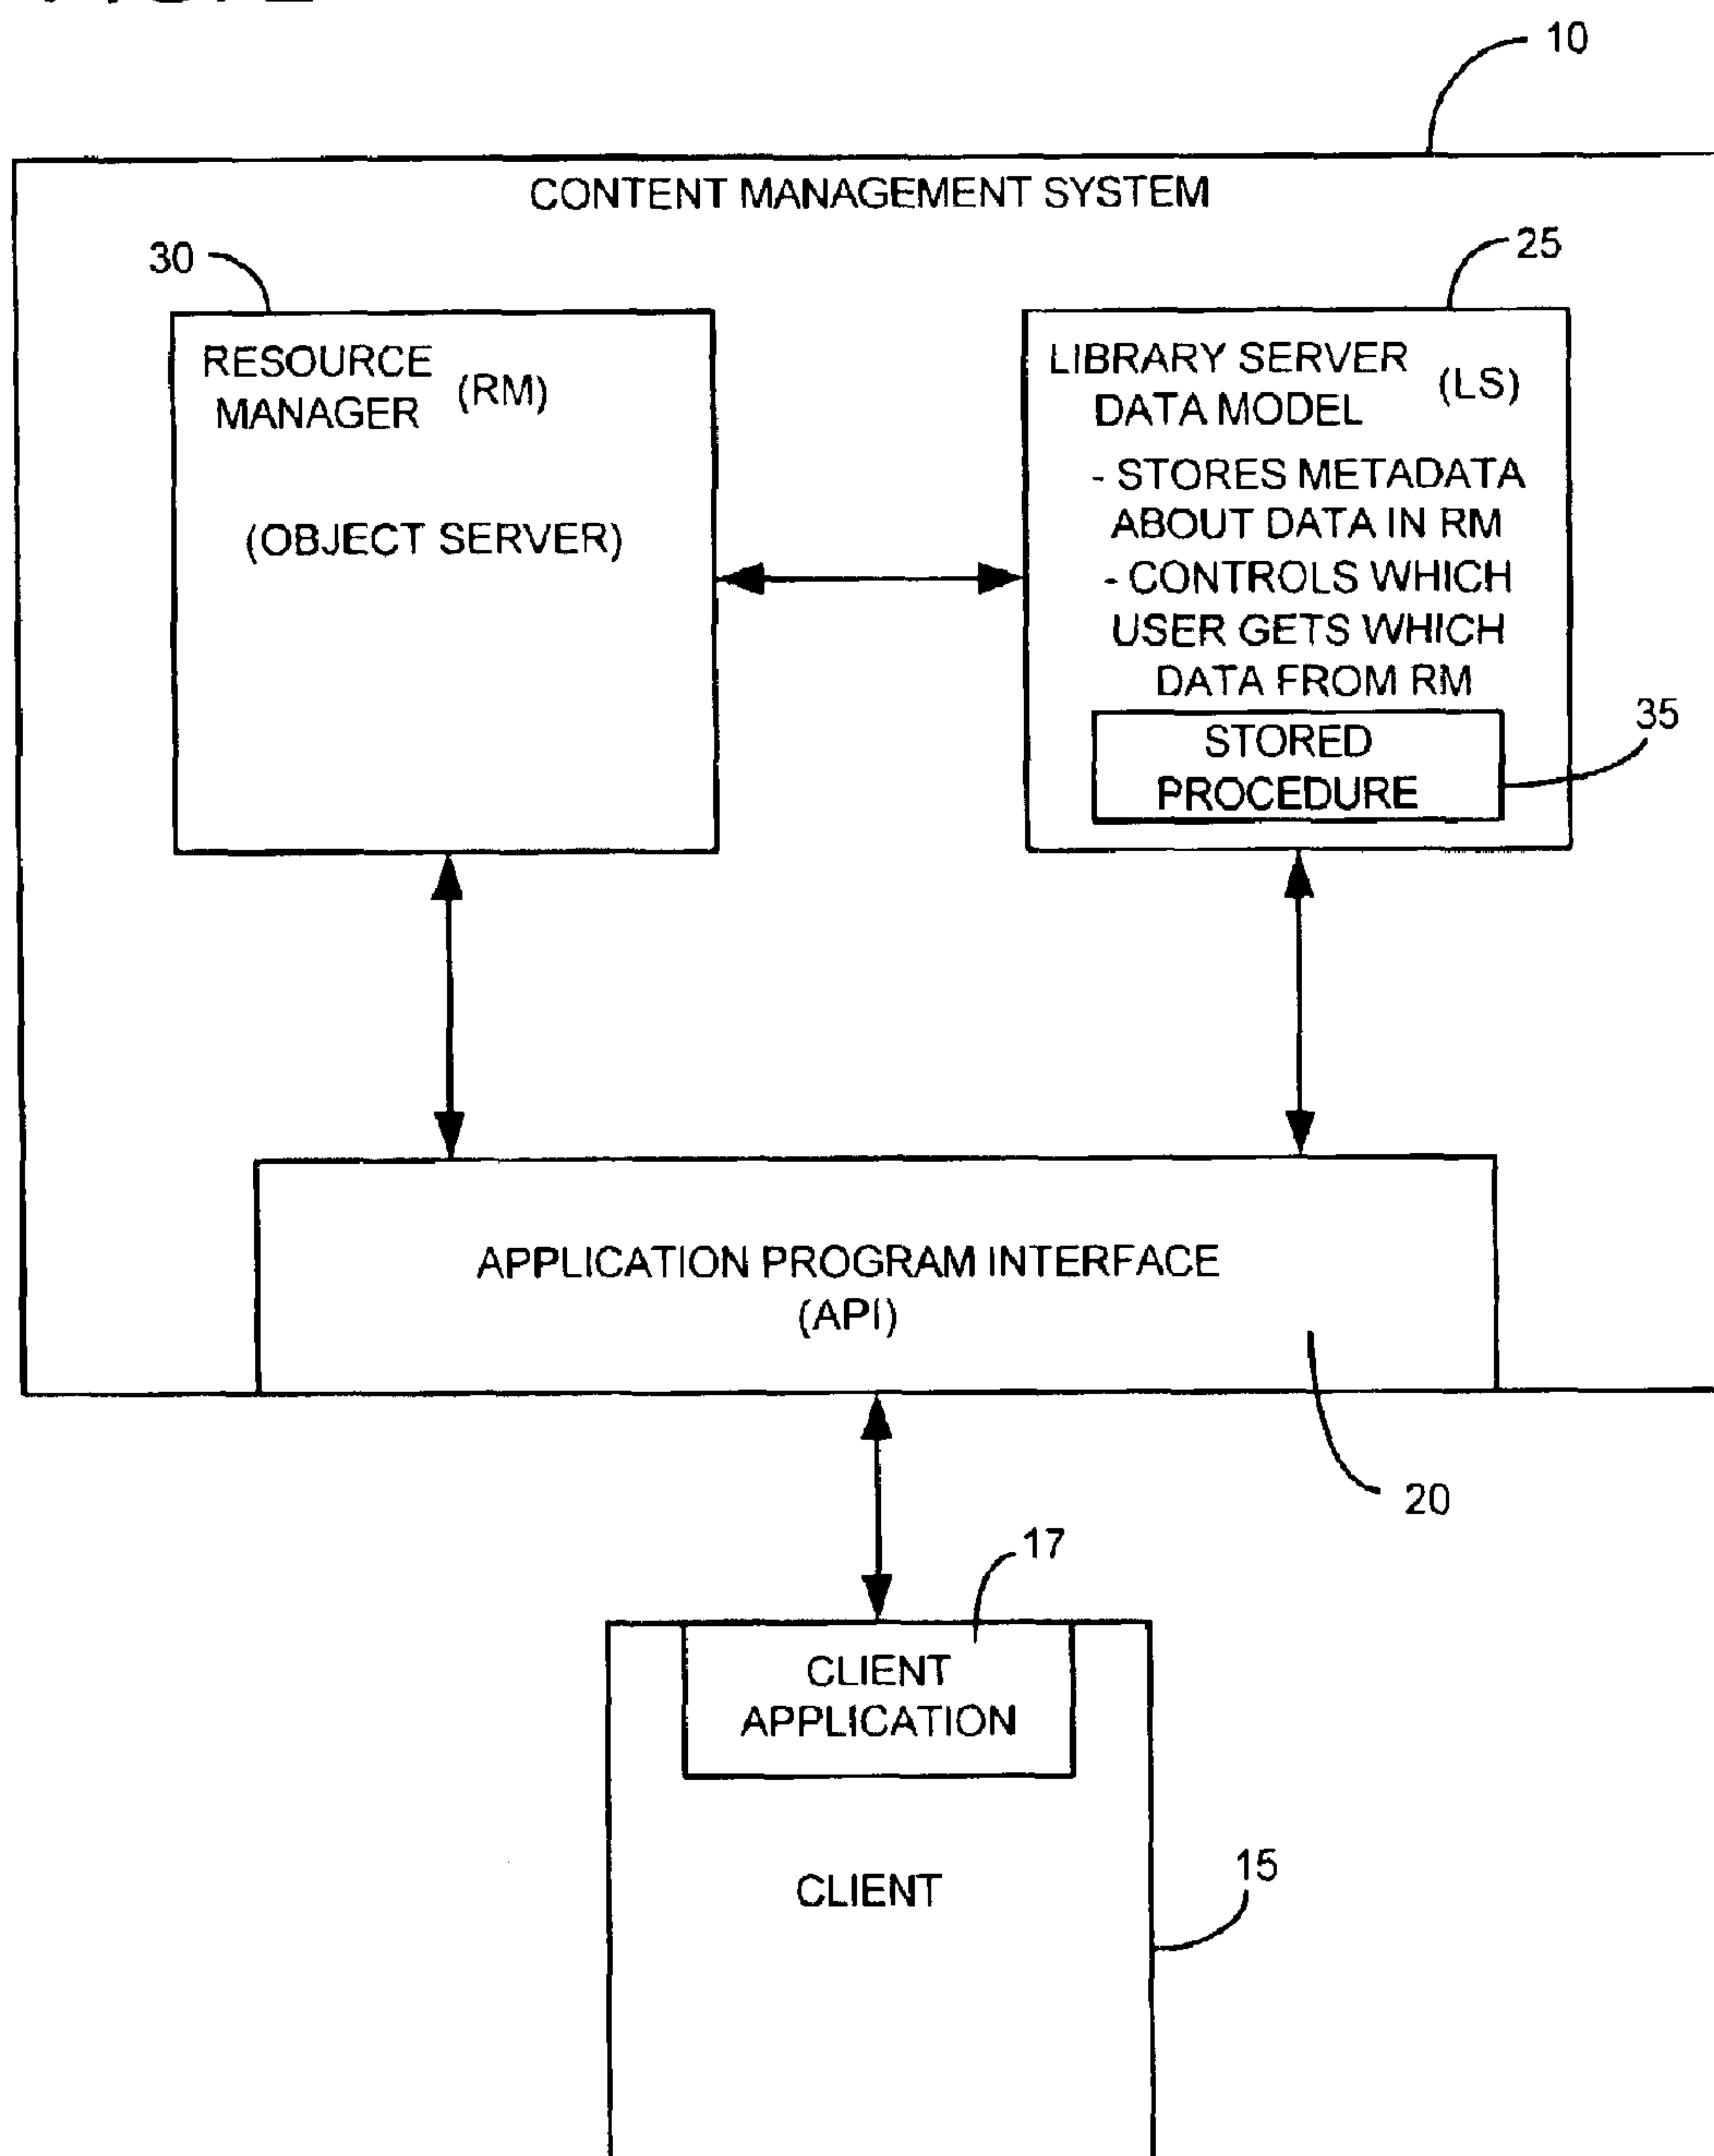 10
CONTENT MANAGEMENT SYSTEM
30
25
RESOURCE
MANAGER (RM)
(OBJECT SERVER)
LIBRARY SERVER
DATA MODEL (LS)
- STORES METADATA
ABOUT DATA IN RM
- CONTROLS WHICH
USER GETS WHICH
DATA FROM RM
STORED
PROCEDURE
35
APPLICATION PROGRAM INTERFACE
(API)
20
17
CLIENT
APPLICATION
CLIENT
15